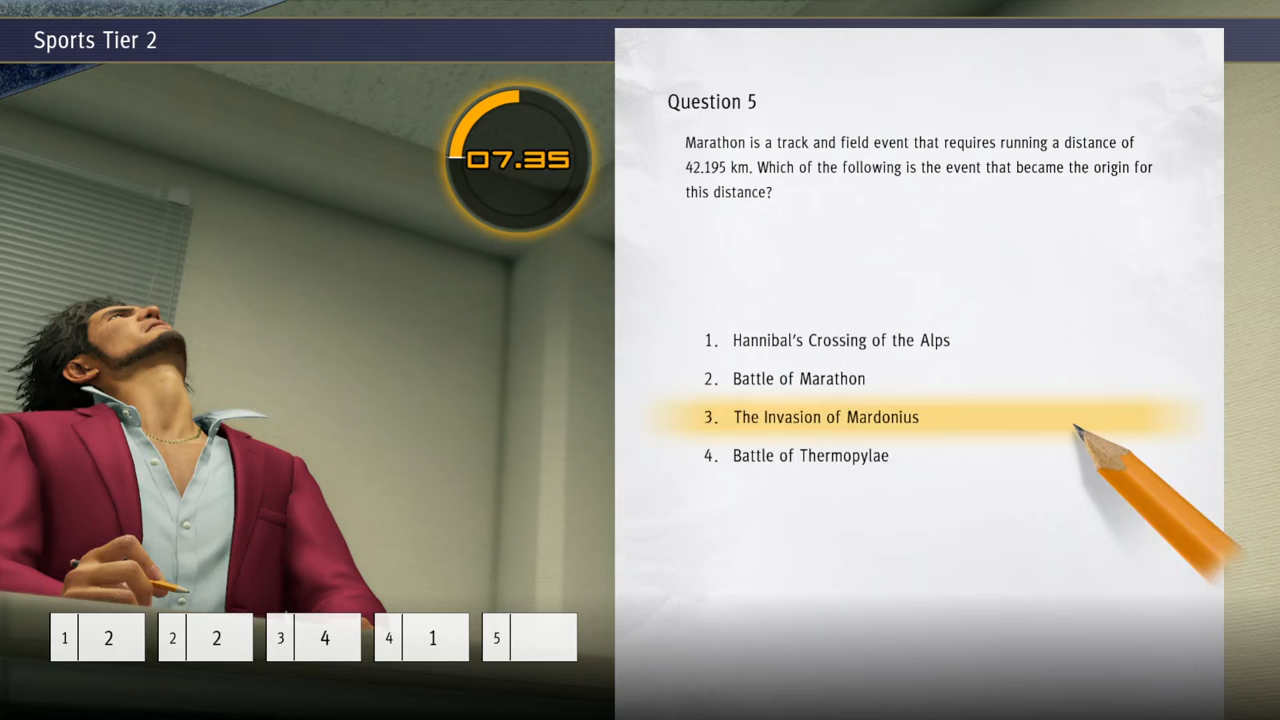 Sports Tier 2
07.35
Question 5
Marathon is a track and field event that requires running a distance of
42.195 km. Which of the following is the event that became the origin for
this distance?
1. Hannibal's Crossing of the Alps
2. Battle of Marathon
3. The Invasion of Mardonius
4. Battle of Thermopylae
1 2 2 2 3 4 4 1 5